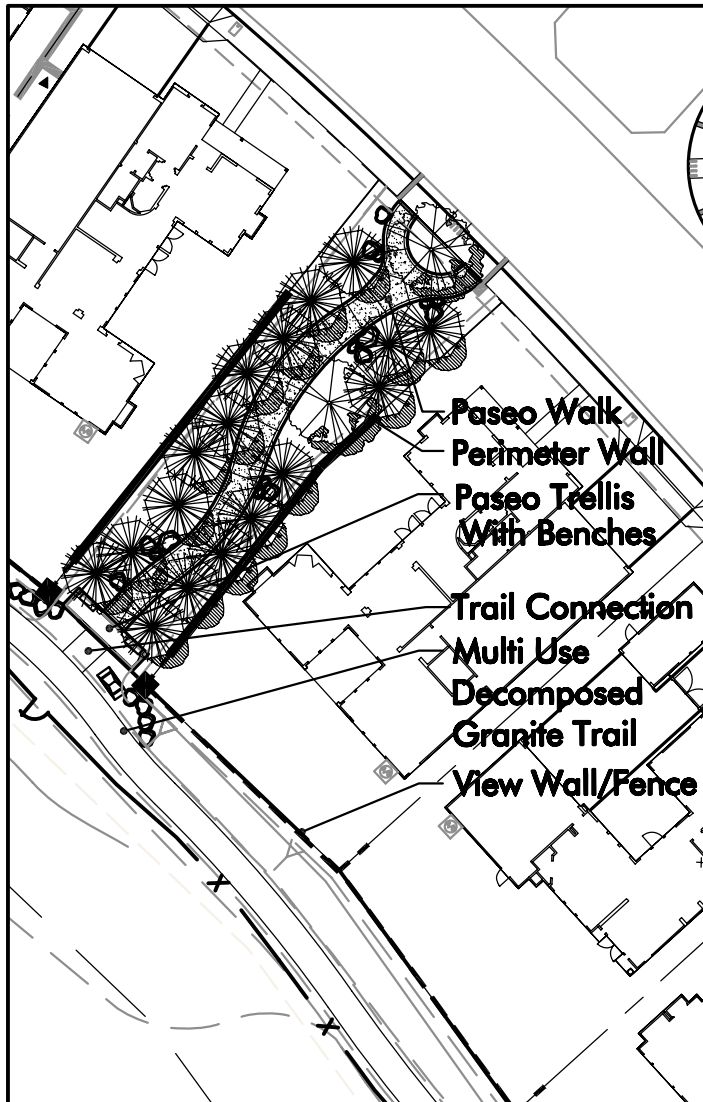 Paseo Walk
Perimeter Wall
Paseo Trellis
With Benches
Trail Connection
Multi Use
Decomposed
Granite Trail
View Wall/Fence